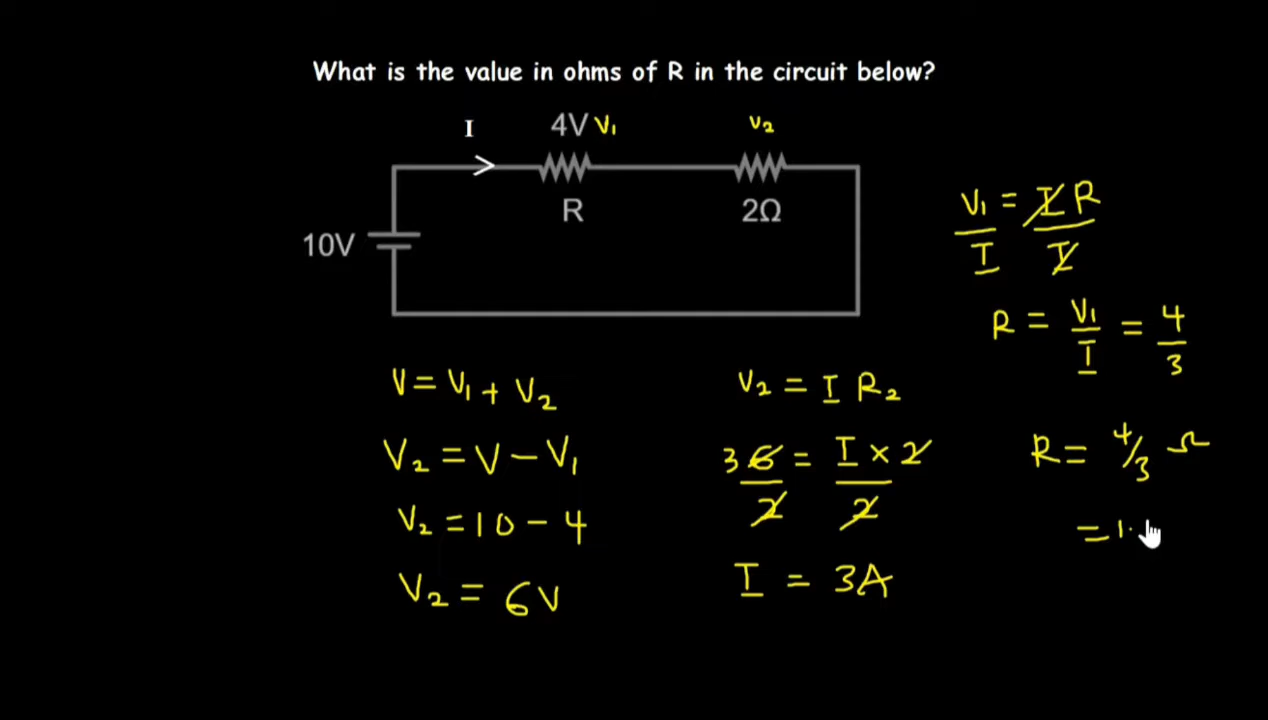 What is the value in ohms of R in the circuit below?
I 4V V₁ V₂
R 2Ω
10V
V = V₁ + V₂
V₂ = V - V₁
V₂ = 10 - 4
V₂ = 6V
V₂ = I R₂
3 6/2 = I × 2/2
I = 3A
V₁/I = I R/I
R = V₁/I = 4/3
R = 4/3 Ω
= 1.